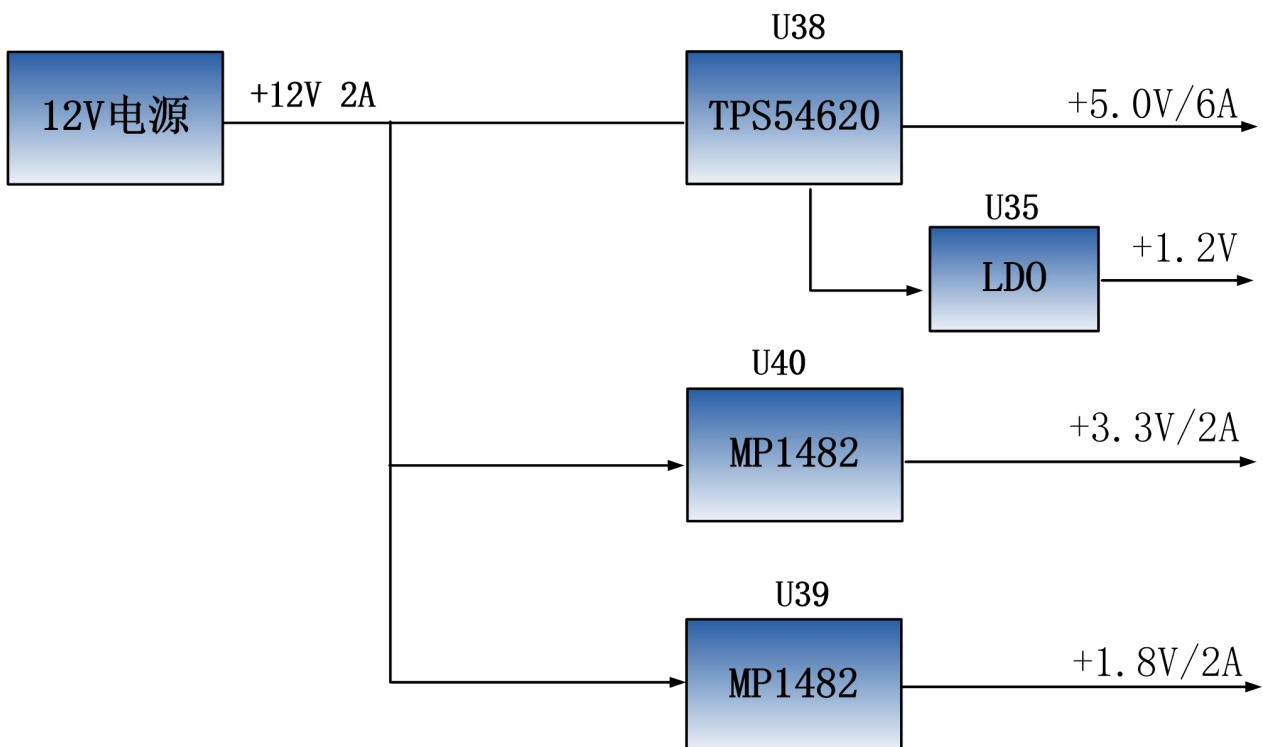 U38
12V电源
+12V 2A
TPS54620
+5.0V/6A
U35
LDO
+1.2V
U40
MP1482
+3.3V/2A
U39
MP1482
+1.8V/2A